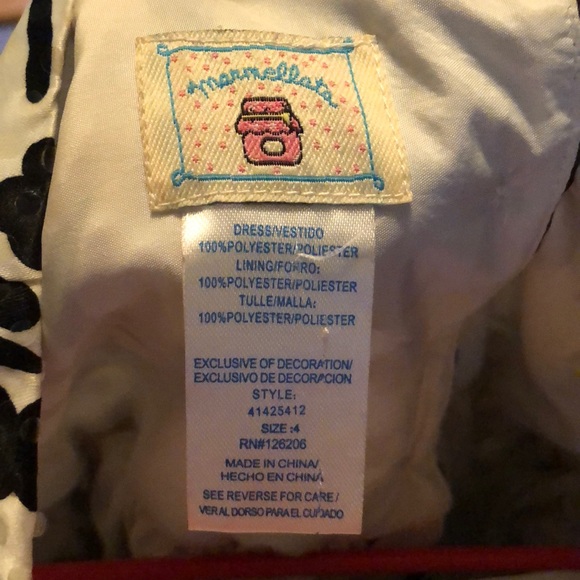 marmellata
DRESS/VESTIDO
100%POLYESTER/POLIESTER
LINING/FORRO:
100%POLYESTER/POLIESTER
TULLE/MALLA:
100%POLYESTER/POLIESTER
EXCLUSIVE OF DECORATION/
EXCLUSIVO DE DECORACION
STYLE:
41425412
SIZE :4
RN#126206
MADE IN CHINA/
HECHO EN CHINA
SEE REVERSE FOR CARE/
VER AL DORSO PARA EL CUIDADO